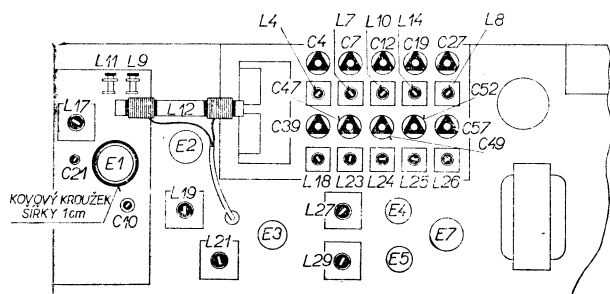 L7 L10 L14 L8
L4 C4 C7 C12 C19 C27
L11 L9
C47 C52
L17 L12
C39 C57
E2 C49
C21 E1
KOVOVÝ KROUŽEK
ŠÍŘKY 1cm
L18 L23 L24 L25 L26
C10 L19
L27 E4
E3 E7
L21 L29 E5